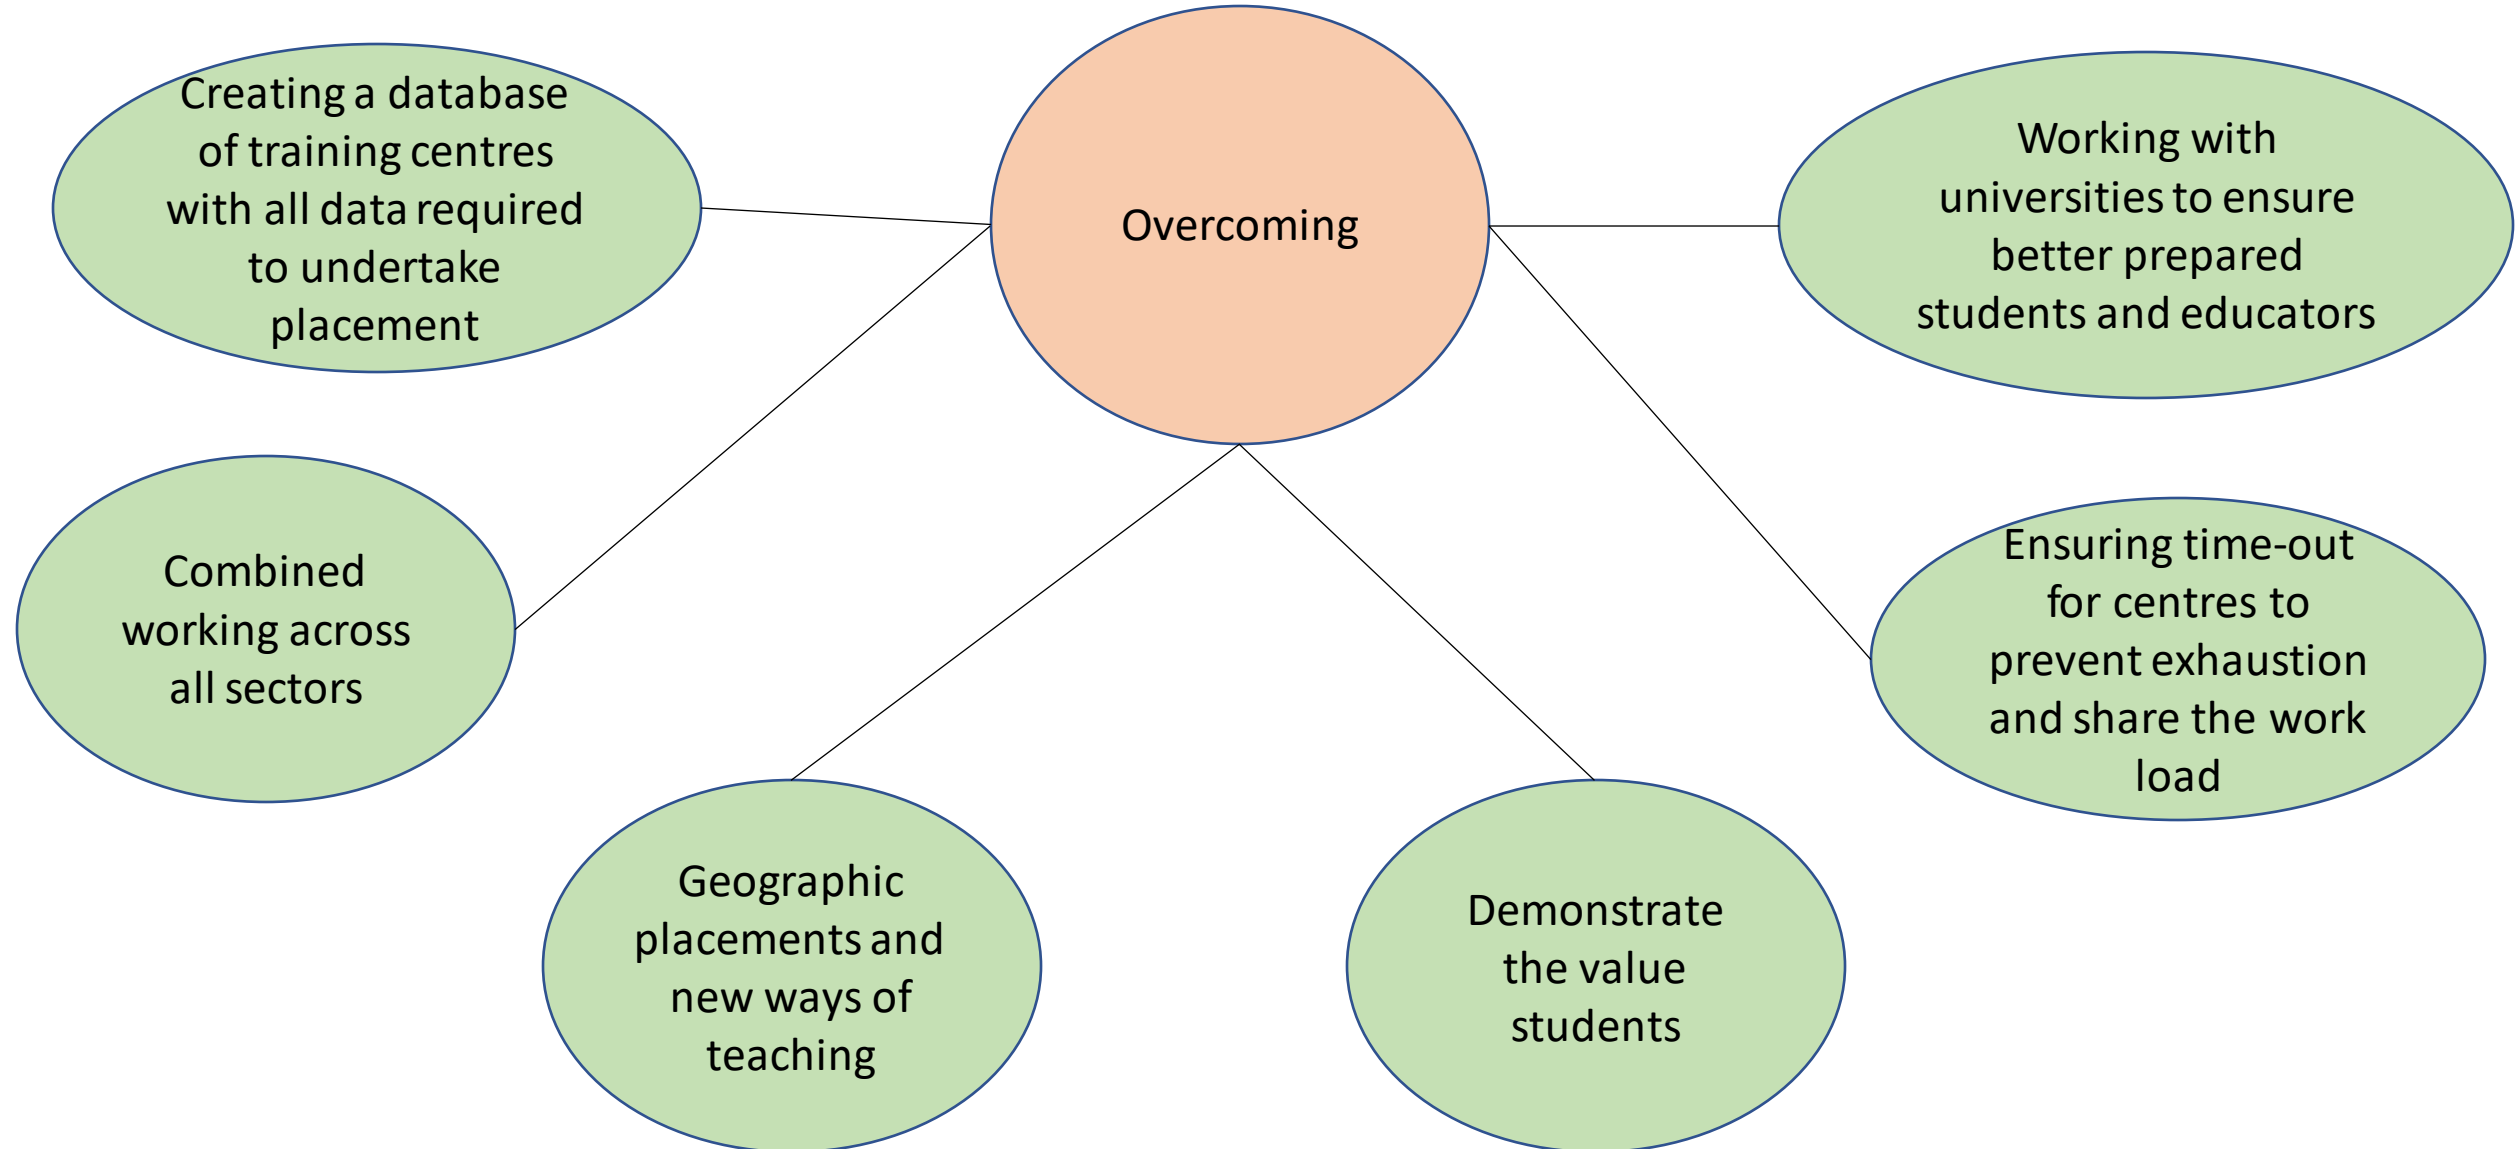 Creating a database
of training centres
with all data required
to undertake
placement
Overcoming
Working with
universities to ensure
better prepared
students and educators
Combined
working across
all sectors
Ensuring time-out
for centres to
prevent exhaustion
and share the work
load
Geographic
placements and
new ways of
teaching
Demonstrate
the value
students